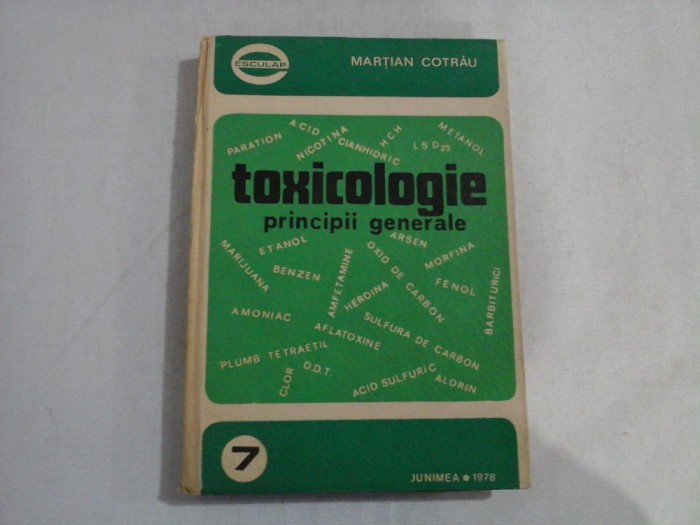 ESCULAP
MARȚIAN COTRĂU
PARATION
ACID CIANHIDRIC
NICOTINA
HCH
METANOL
LSD25
toxicologie
principii generale
MARIJUANA
ETANOL
BENZEN
AMFETAMINE
OXID DE CARBON
ARSEN
MORFINA
HEROINA
FENOL
BARBITURICI
AMONIAC
AFLATOXINE
SULFURA DE CARBON
PLUMB TETRAETIL
CLOR
D.D.T.
ACID SULFURIC
ALDRIN
7
JUNIMEA ● 1978